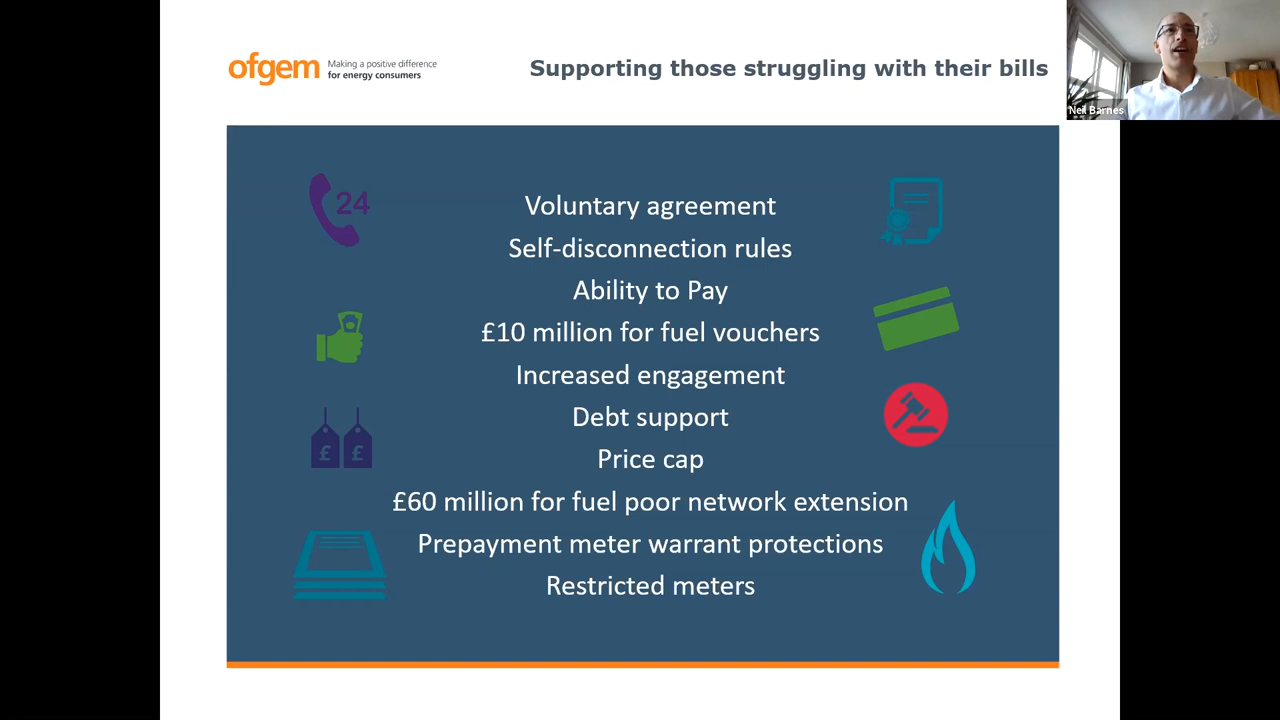 ofgem
Making a positive difference
for energy consumers
Supporting those struggling with their bills
Neil Barnes
24
Voluntary agreement
Self-disconnection rules
Ability to Pay
£10 million for fuel vouchers
Increased engagement
Debt support
Price cap
£ £
£60 million for fuel poor network extension
Prepayment meter warrant protections
Restricted meters